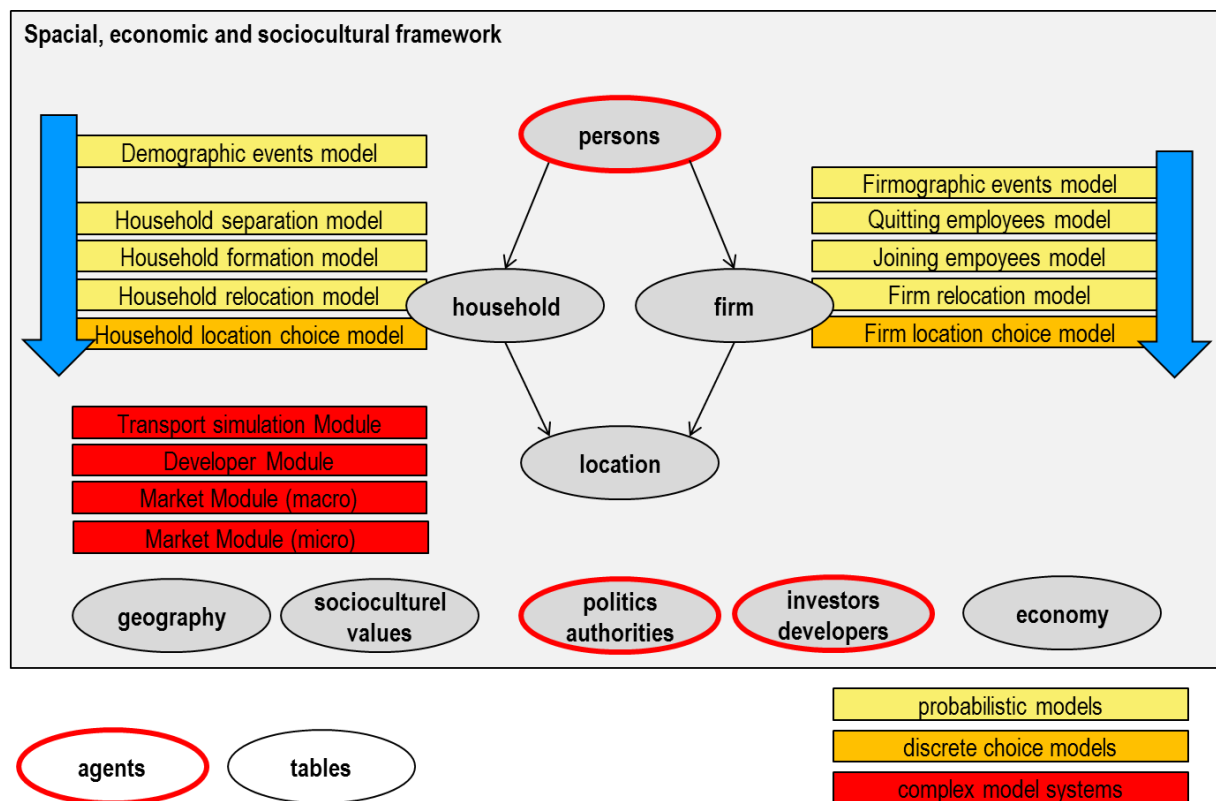 Spacial, economic and sociocultural framework
persons
Demographic events model
Household separation model
Household formation model
Household relocation model
Household location choice model
Firmographic events model
Quitting employees model
Joining empoyees model
Firm relocation model
Firm location choice model
household
firm
location
Transport simulation Module
Developer Module
Market Module (macro)
Market Module (micro)
geography
socioculturel
values
politics
authorities
investors
developers
economy
agents
tables
probabilistic models
discrete choice models
complex model systems